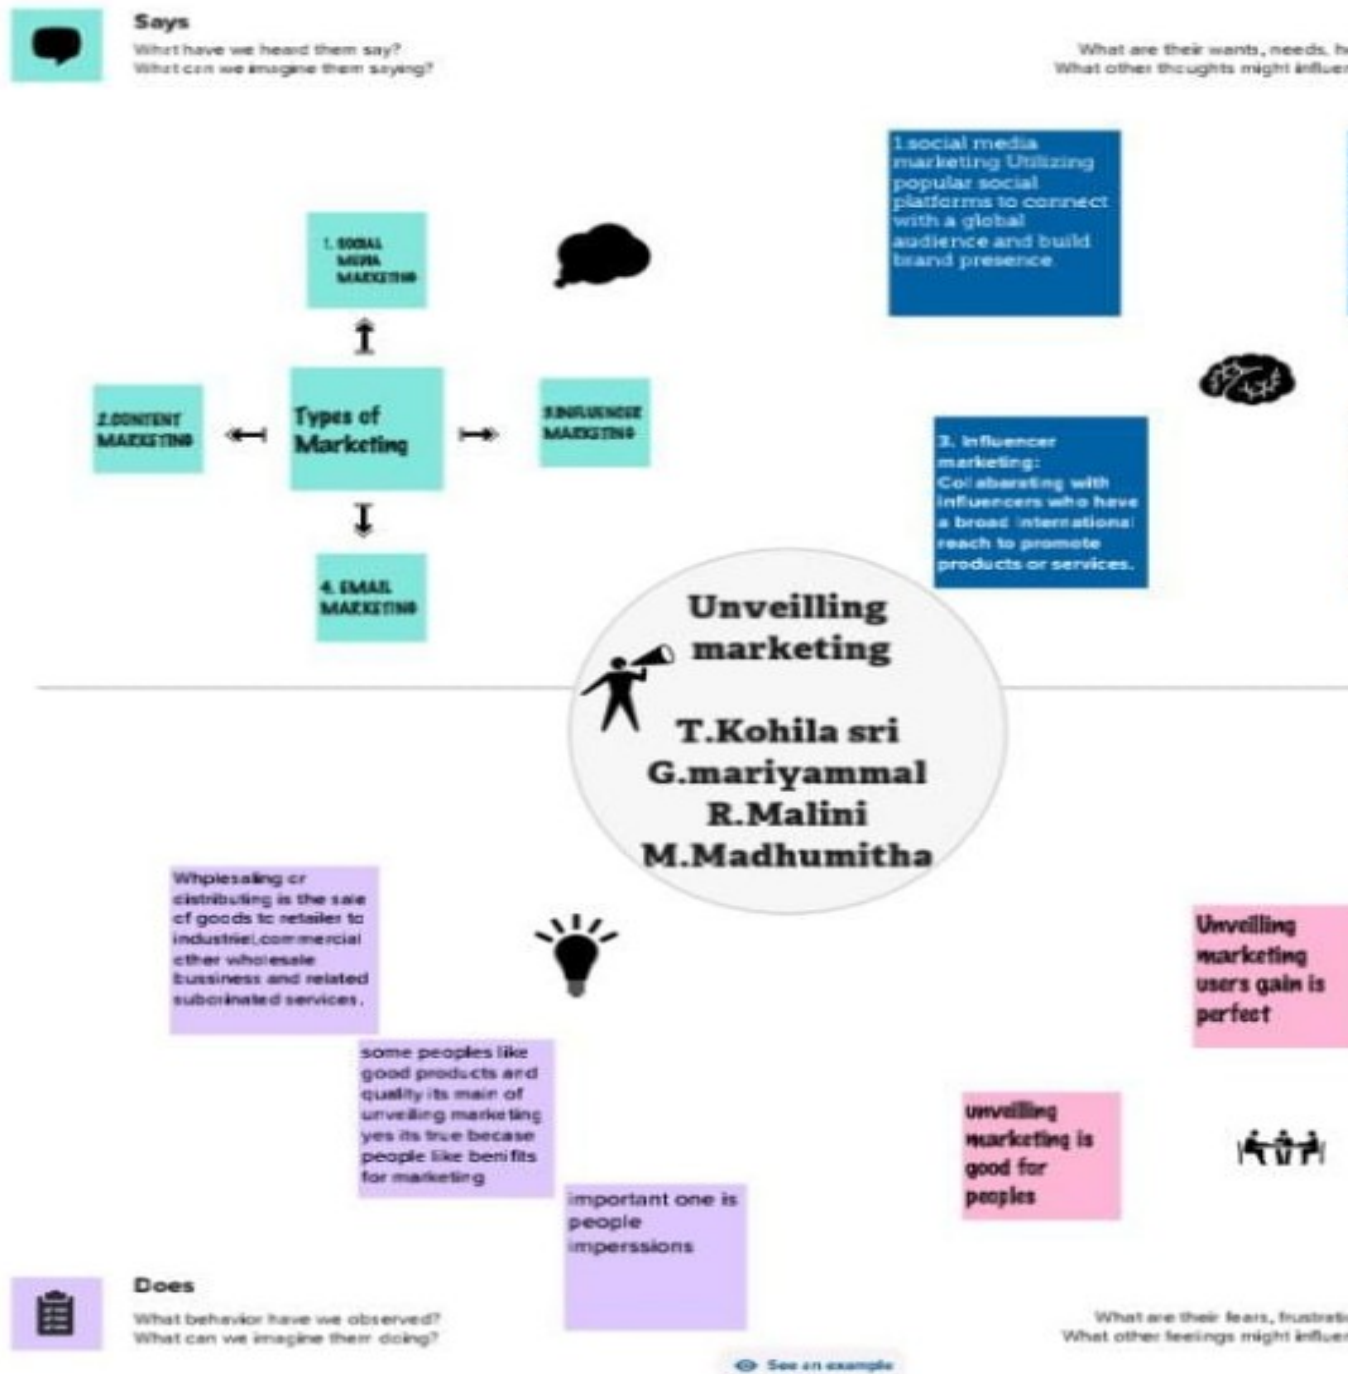 Says
What have we heard them say?
What can we imagine them saying?
What are their wants, needs,
What other thoughts might
1.social media
marketing Utilizing
popular social
platforms to connect
with a global
audience and build
brand presence
1. SOCIAL
MEDIA
MARKETING
2.CONTENT
MARKETING
Types of
Marketing
3.INFLUENCER
MARKETING
4. EMAIL
MARKETING
3. Influencer
marketing:
Collabarating with
influencers who have
a broad international
reach to promote
products or services.
Unveilling
marketing
T.Kohila sri
G.mariyammal
R.Malini
M.Madhumitha
Whplesaling or
distributing is the sale
of goods to retailer to
industriel,commercial
other wholesale
bussiness and related
suborinated services.
some peoples like
good products and
quality its main of
unveiling marketing
yes its true becase
people like benifits
for marketing
important one is
people
imperssions
Unveilling
marketing
users gain is
perfect
unveilling
marketing is
good for
peoples
Does
What behavior have we observed?
What can we imagine them doing?
What are their fears,
What other feelings might
See an example